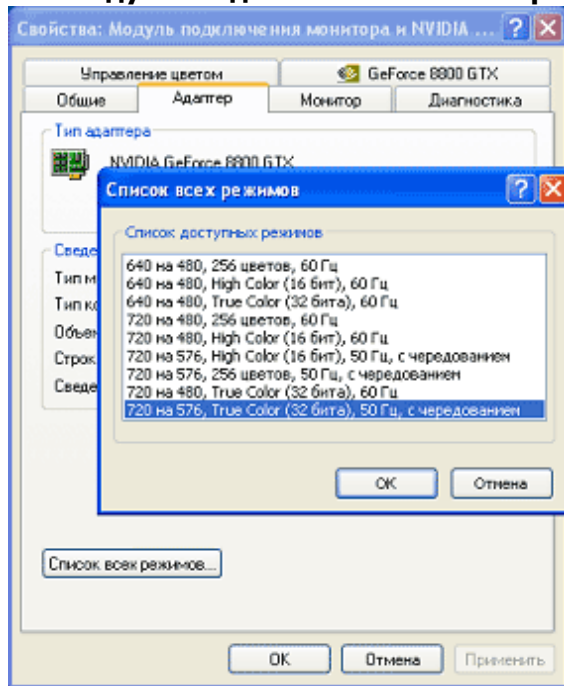 Свойства: Модуль подключения монитора и NVIDIA ...
Управление цветом
GeForce 8800 GTX
Общие
Адаптер
Монитор
Диагностика
Тип адаптера
NVIDIA GeForce 8800 GTX
Список всех режимов
Список доступных режимов
640 на 480, 256 цветов, 60 Гц
640 на 480, High Color (16 бит), 60 Гц
640 на 480, True Color (32 бита), 60 Гц
720 на 480, 256 цветов, 60 Гц
720 на 480, High Color (16 бит), 60 Гц
720 на 576, High Color (16 бит), 50 Гц, с чередованием
720 на 576, 256 цветов, 50 Гц, с чередованием
720 на 480, True Color (32 бита), 60 Гц
720 на 576, True Color (32 бита), 50 Гц, с чередованием
OK
Отмена
Сведе
Тип м
Тип ко
Объем
Строк
Сведе
Список всех режимов...
OK
Отмена
Применить